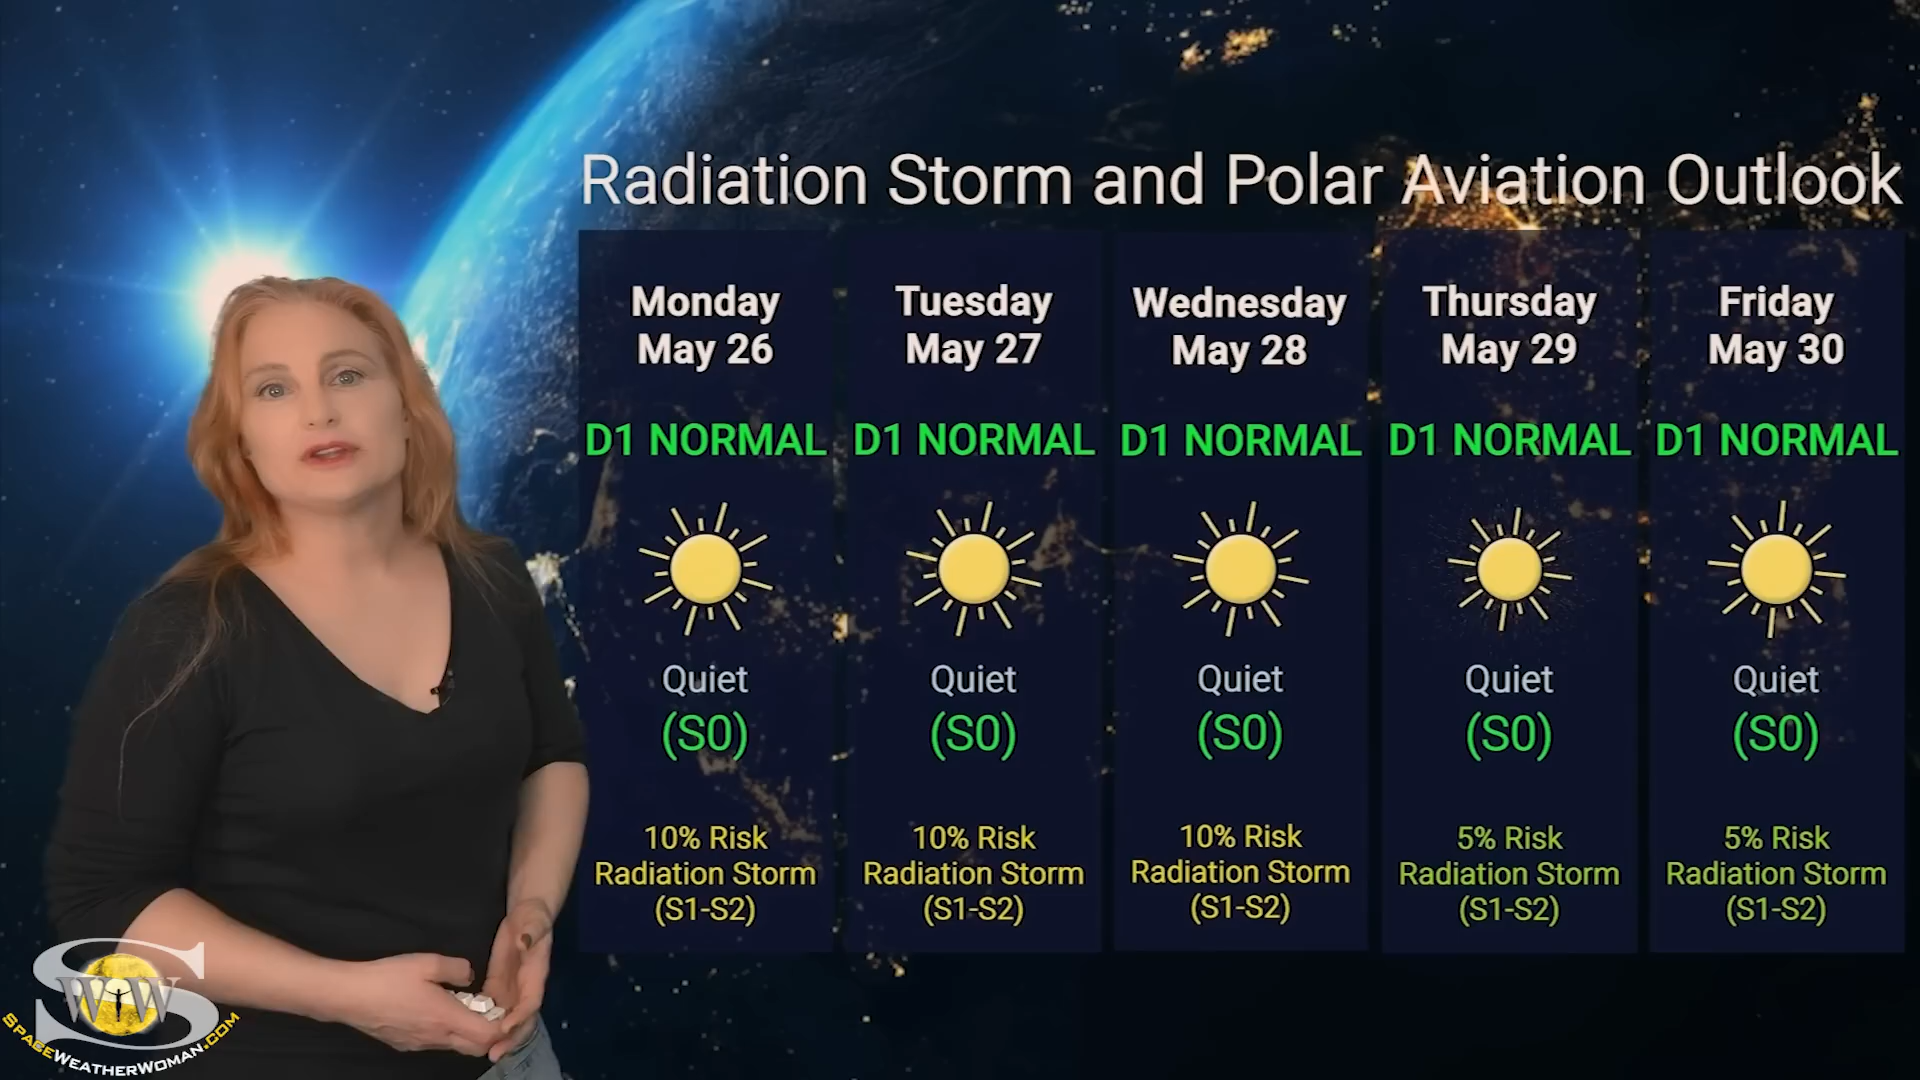 Radiation Storm and Polar Aviation Outlook
Monday
May 26
D1 NORMAL
Quiet
(S0)
10% Risk
Radiation Storm
(S1-S2)
Tuesday
May 27
D1 NORMAL
Quiet
(S0)
10% Risk
Radiation Storm
(S1-S2)
Wednesday
May 28
D1 NORMAL
Quiet
(S0)
10% Risk
Radiation Storm
(S1-S2)
Thursday
May 29
D1 NORMAL
Quiet
(S0)
5% Risk
Radiation Storm
(S1-S2)
Friday
May 30
D1 NORMAL
Quiet
(S0)
5% Risk
Radiation Storm
(S1-S2)
SWW
SPACEWEATHERWOMAN.COM